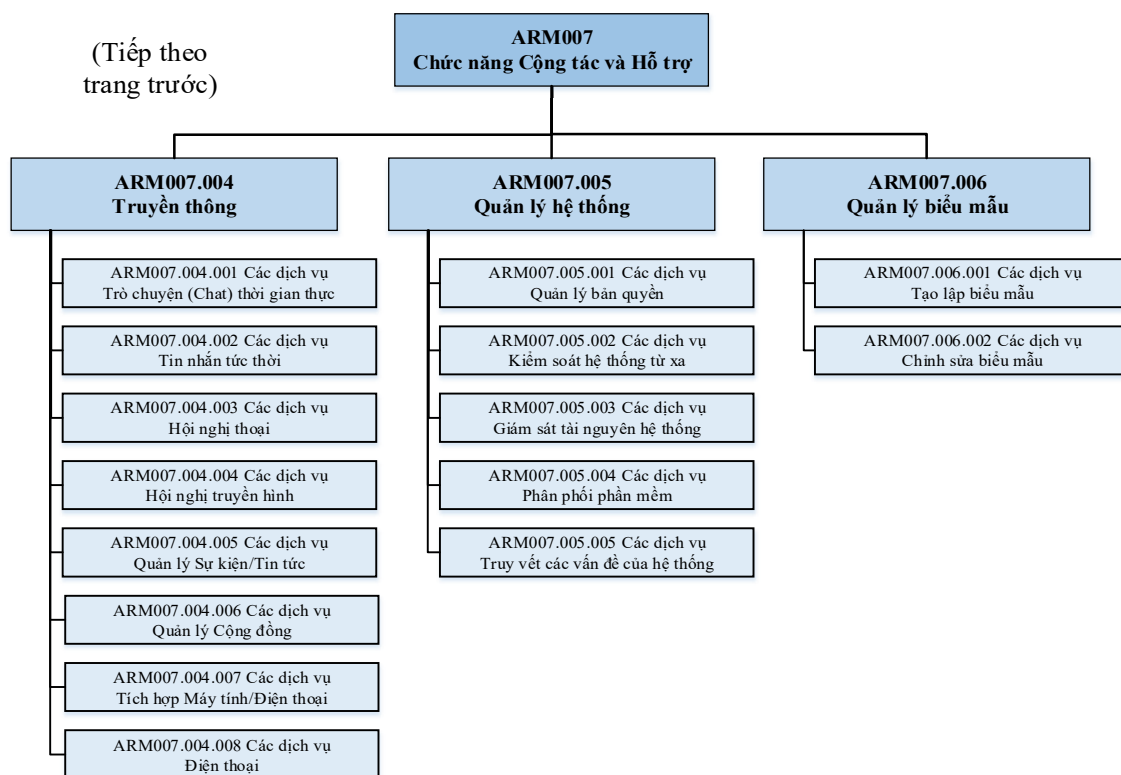 (Tiếp theo
trang trước)
ARM007
Chức năng Cộng tác và Hỗ trợ
ARM007.004
Truyền thông
ARM007.004.001 Các dịch vụ
Trò chuyện (Chat) thời gian thực
ARM007.004.002 Các dịch vụ
Tin nhắn tức thời
ARM007.004.003 Các dịch vụ
Hội nghị thoại
ARM007.004.004 Các dịch vụ
Hội nghị truyền hình
ARM007.004.005 Các dịch vụ
Quản lý Sự kiện/Tin tức
ARM007.004.006 Các dịch vụ
Quản lý Cộng đồng
ARM007.004.007 Các dịch vụ
Tích hợp Máy tính/Điện thoại
ARM007.004.008 Các dịch vụ
Điện thoại
ARM007.005
Quản lý hệ thống
ARM007.005.001 Các dịch vụ
Quản lý bản quyền
ARM007.005.002 Các dịch vụ
Kiểm soát hệ thống từ xa
ARM007.005.003 Các dịch vụ
Giám sát tài nguyên hệ thống
ARM007.005.004 Các dịch vụ
Phân phối phần mềm
ARM007.005.005 Các dịch vụ
Truy vết các vấn đề của hệ thống
ARM007.006
Quản lý biểu mẫu
ARM007.006.001 Các dịch vụ
Tạo lập biểu mẫu
ARM007.006.002 Các dịch vụ
Chỉnh sửa biểu mẫu